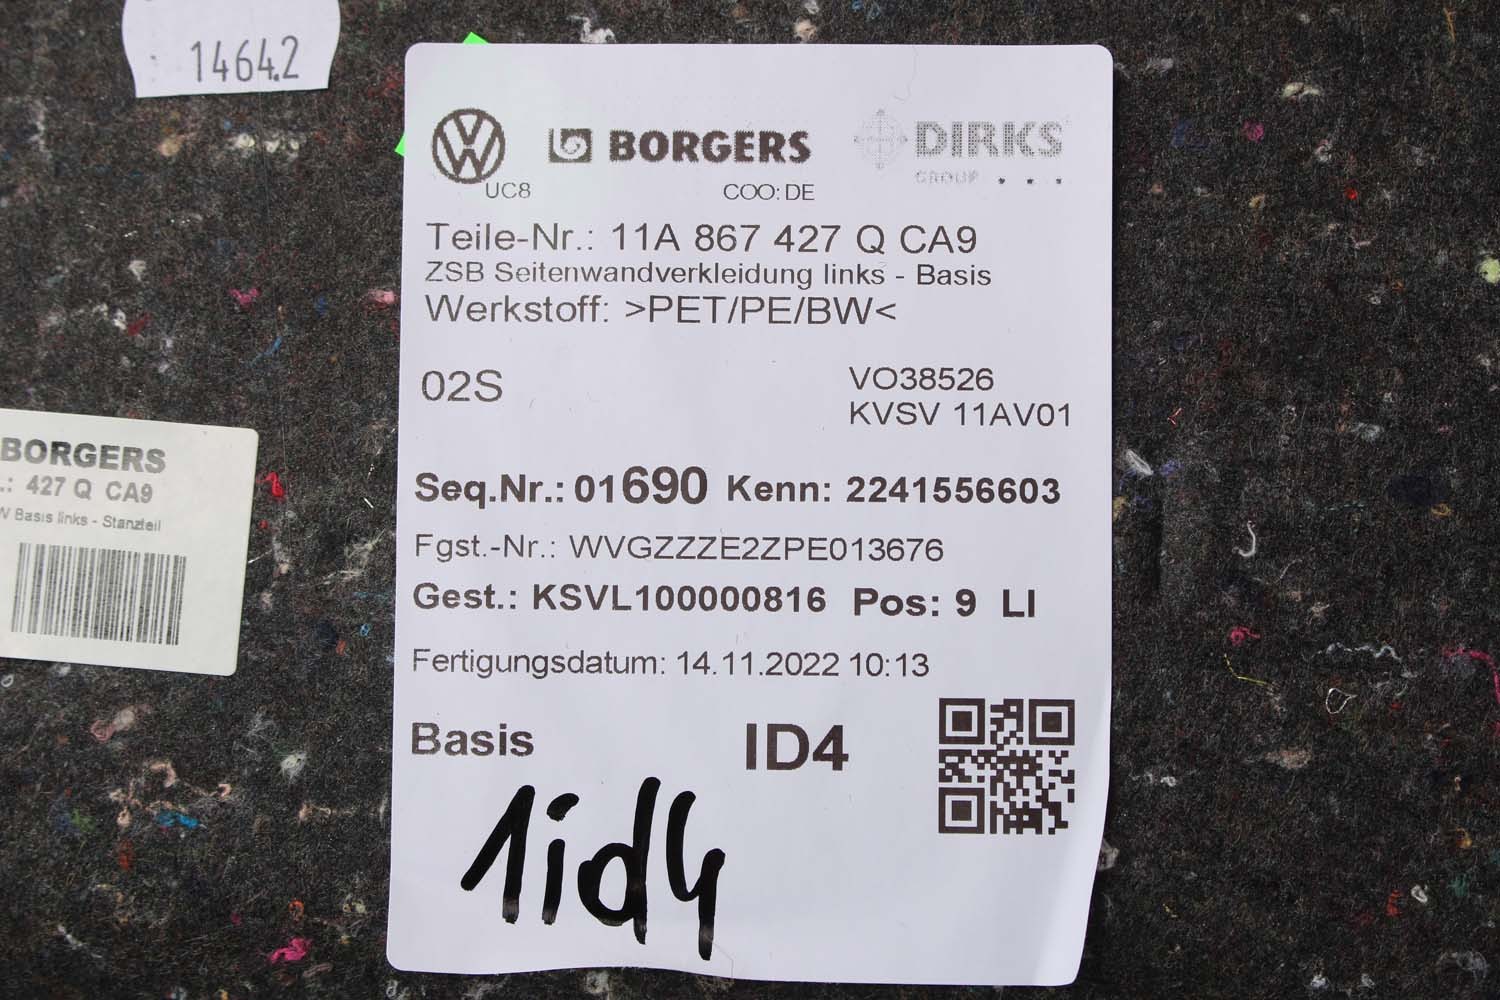 14642
VW BORGERS DIRKS
GROUP
UC8 COO: DE
Teile-Nr.: 11A 867 427 Q CA9
ZSB Seitenwandverkleidung links - Basis
Werkstoff: >PET/PE/BW<
02S VO38526
KVSV 11AV01
Seq.Nr.: 01690 Kenn: 2241556603
Fgst.-Nr.: WVGZZZE2ZPE013676
Gest.: KSVL100000816 Pos: 9 LI
Fertigungsdatum: 14.11.2022 10:13
Basis ID4
1id4
BORGERS
.: 427 Q CA9
Basis links - Stanzteil